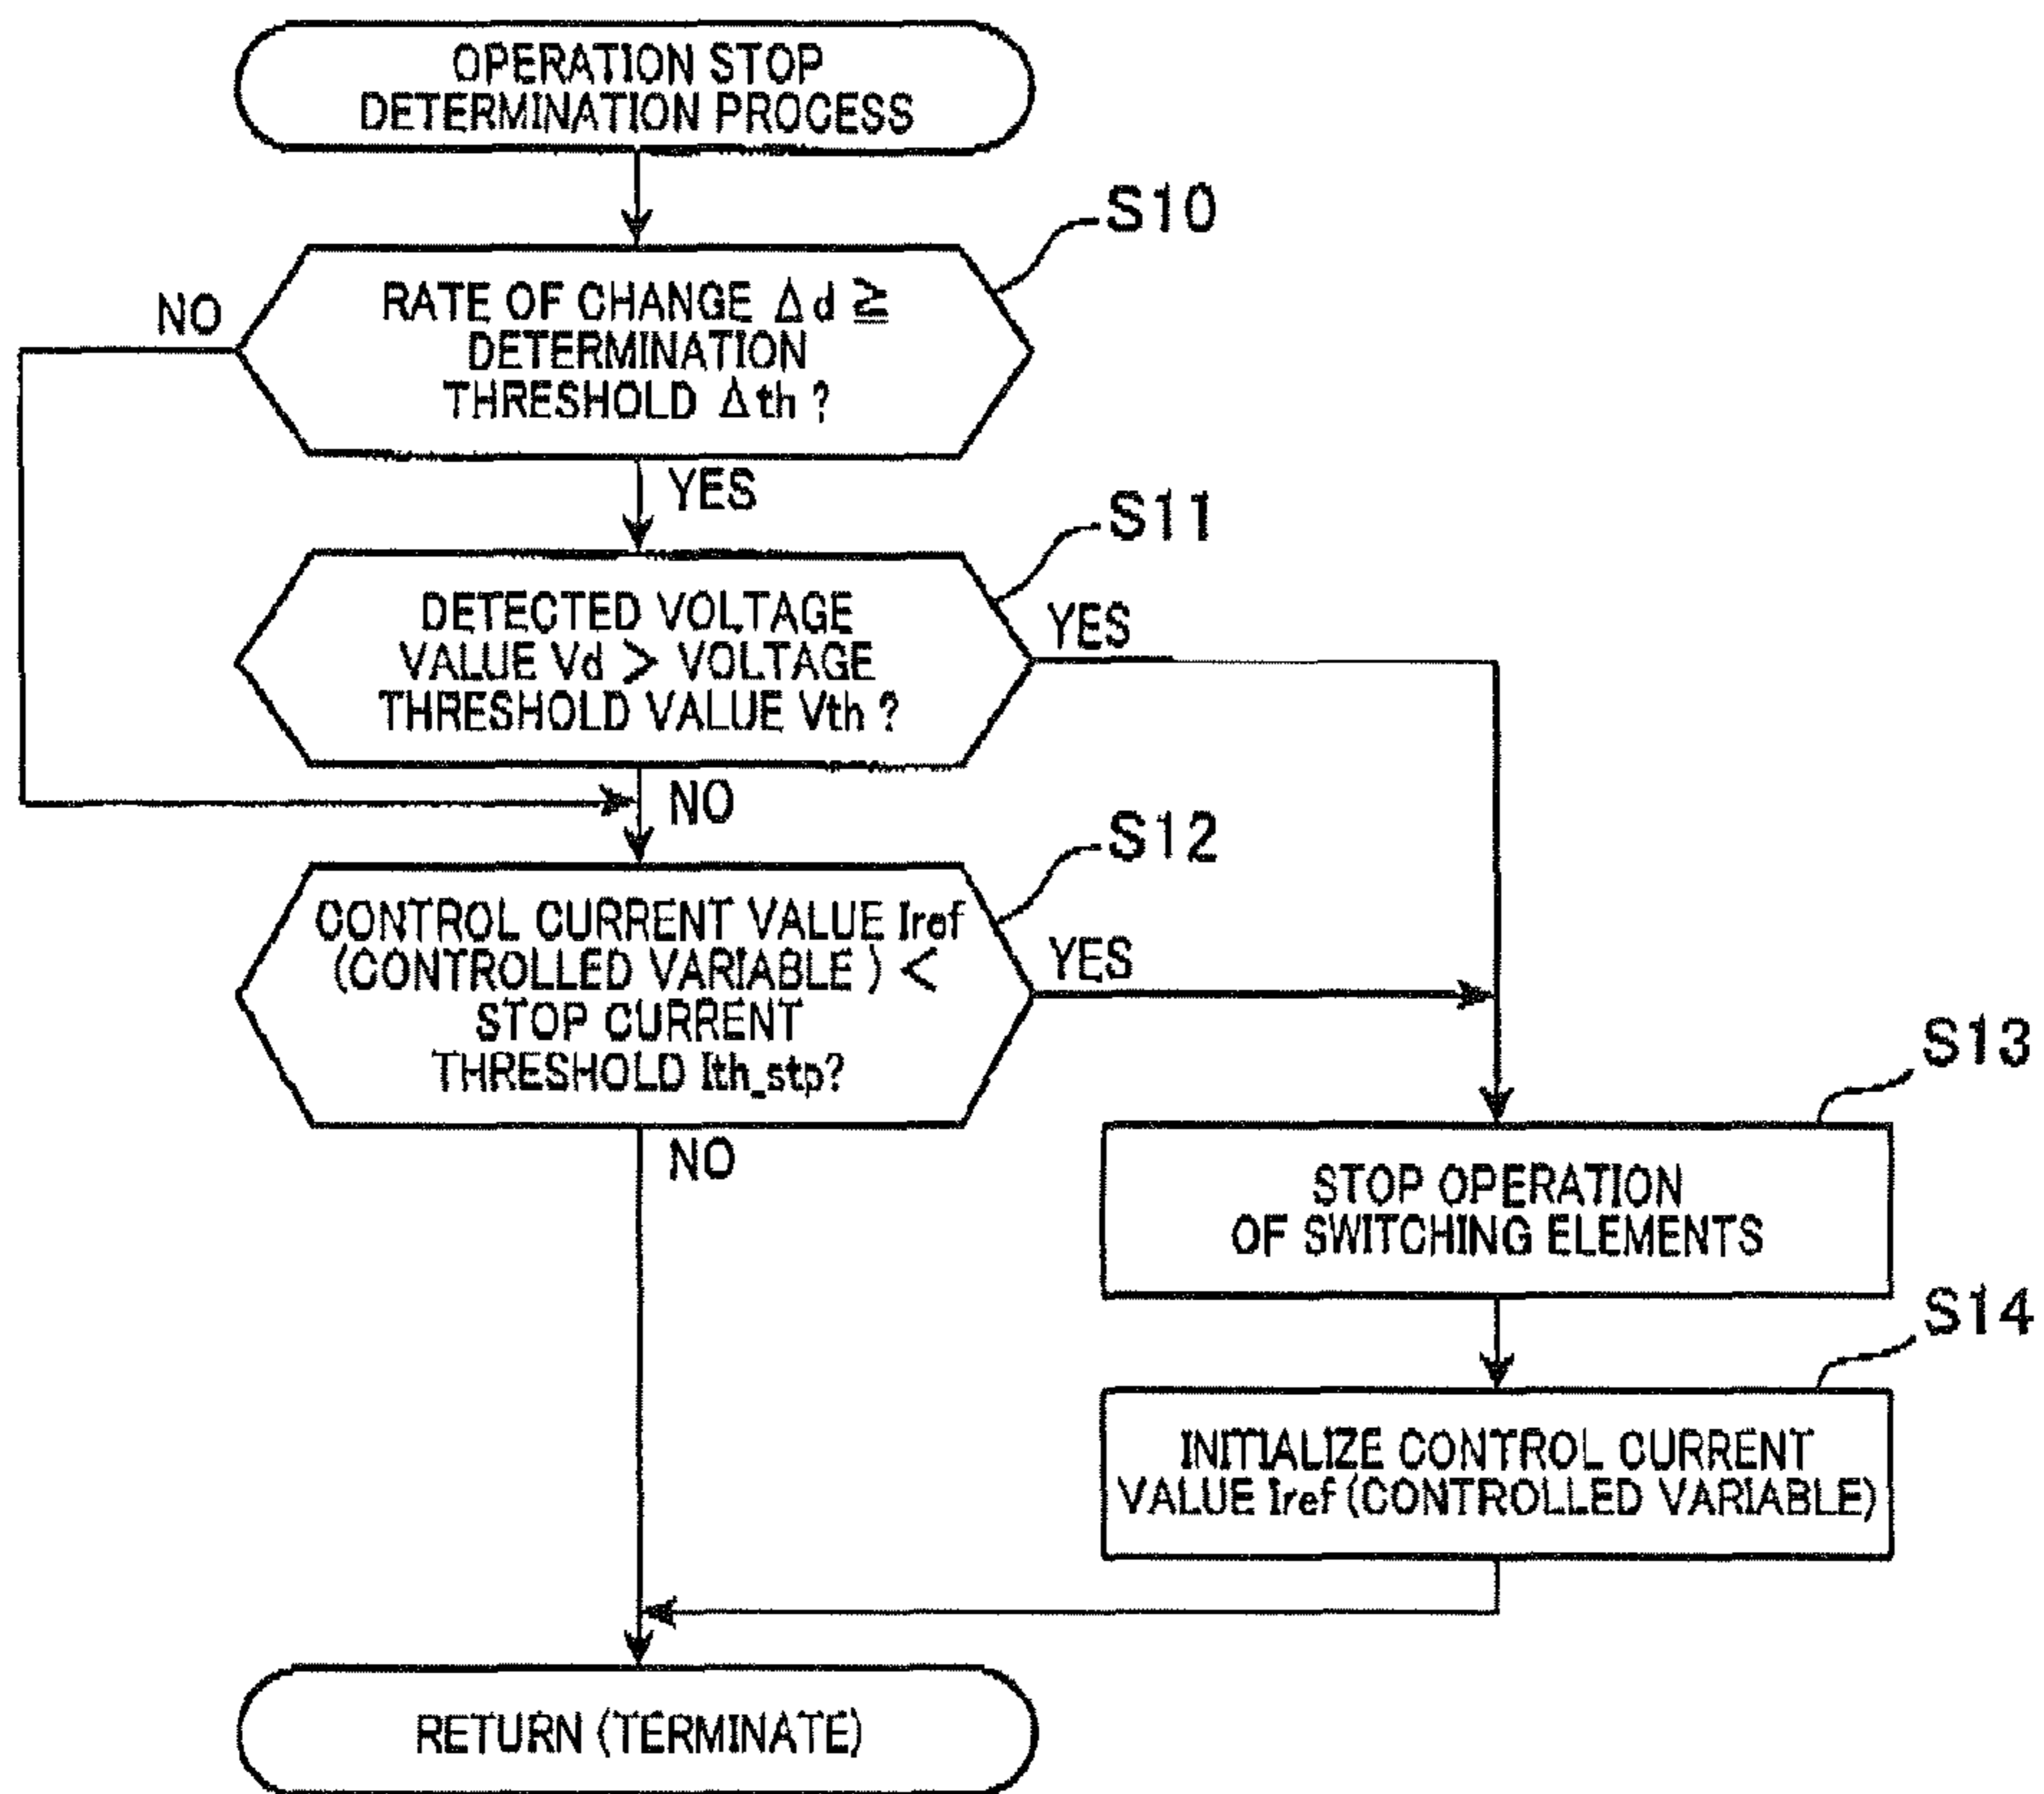 OPERATION STOP
DETERMINATION PROCESS
S10
NO
RATE OF CHANGE Δd ≧
DETERMINATION
THRESHOLD Δth ?
YES
S11
DETECTED VOLTAGE
VALUE Vd > VOLTAGE
THRESHOLD VALUE Vth ?
YES
NO
S12
CONTROL CURRENT VALUE Iref
(CONTROLLED VARIABLE ) <
STOP CURRENT
THRESHOLD Ith_stp?
YES
NO
S13
STOP OPERATION
OF SWITCHING ELEMENTS
S14
INITIALIZE CONTROL CURRENT
VALUE Iref (CONTROLLED VARIABLE)
RETURN (TERMINATE)